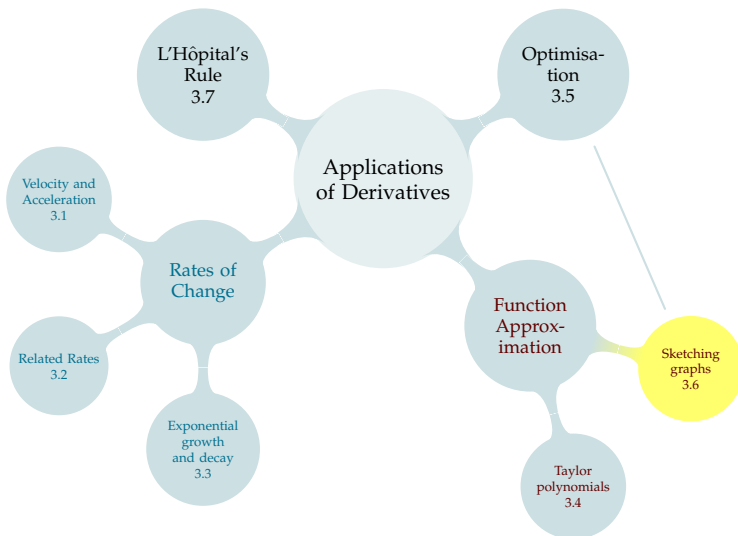 L'Hôpital's
Rule
3.7
Optimisa-
tion
3.5
Applications
of Derivatives
Velocity and
Acceleration
3.1
Rates of
Change
Related Rates
3.2
Exponential
growth
and decay
3.3
Function
Approx-
imation
Sketching
graphs
3.6
Taylor
polynomials
3.4